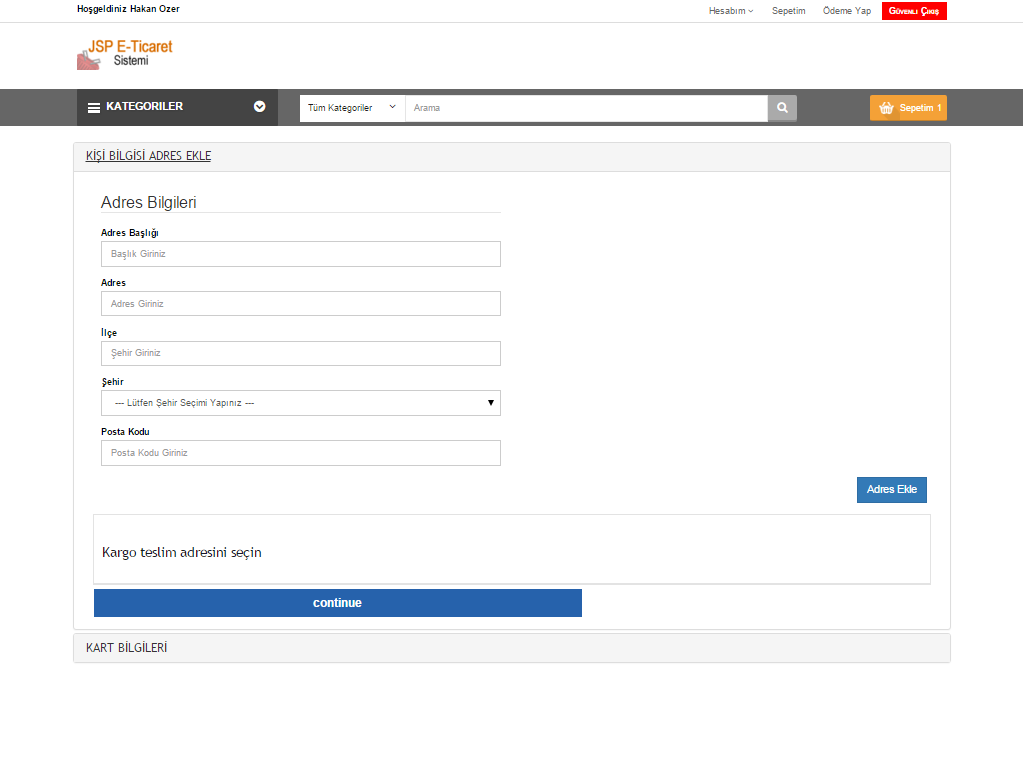 Hoşgeldiniz Hakan Ozer
Hesabım Sepetim Ödeme Yap Güvenli Çıkış
JSP E-Ticaret
Sistemi
KATEGORILER Tüm Kategoriler Arama Sepetim 1
KİŞİ BİLGİSİ ADRES EKLE
Adres Bilgileri
Adres Başlığı
Başlık Giriniz
Adres
Adres Giriniz
İlçe
Şehir Giriniz
Şehir
--- Lütfen Şehir Seçimi Yapınız ---
Posta Kodu
Posta Kodu Giriniz
Adres Ekle
Kargo teslim adresini seçin
continue
KART BİLGİLERİ